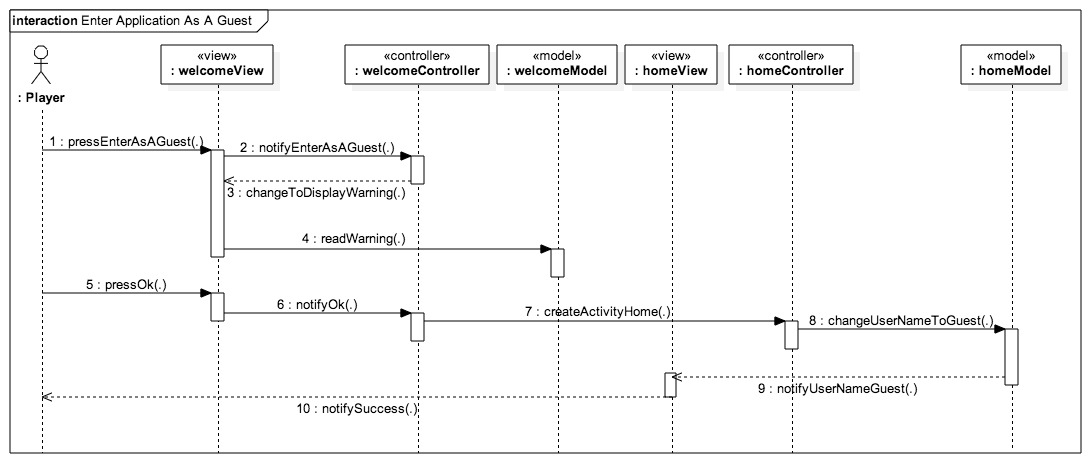 interaction Enter Application As A Guest
«view»
: welcomeView
«controller»
: welcomeController
«model»
: welcomeModel
«view»
: homeView
«controller»
: homeController
«model»
: homeModel
: Player
1 : pressEnterAsAGuest(.)
2 : notifyEnterAsAGuest(.)
3 : changeToDisplayWarning(.)
4 : readWarning(.)
5 : pressOk(.)
6 : notifyOk(.)
7 : createActivityHome(.)
8 : changeUserNameToGuest(.)
9 : notifyUserNameGuest(.)
10 : notifySuccess(.)